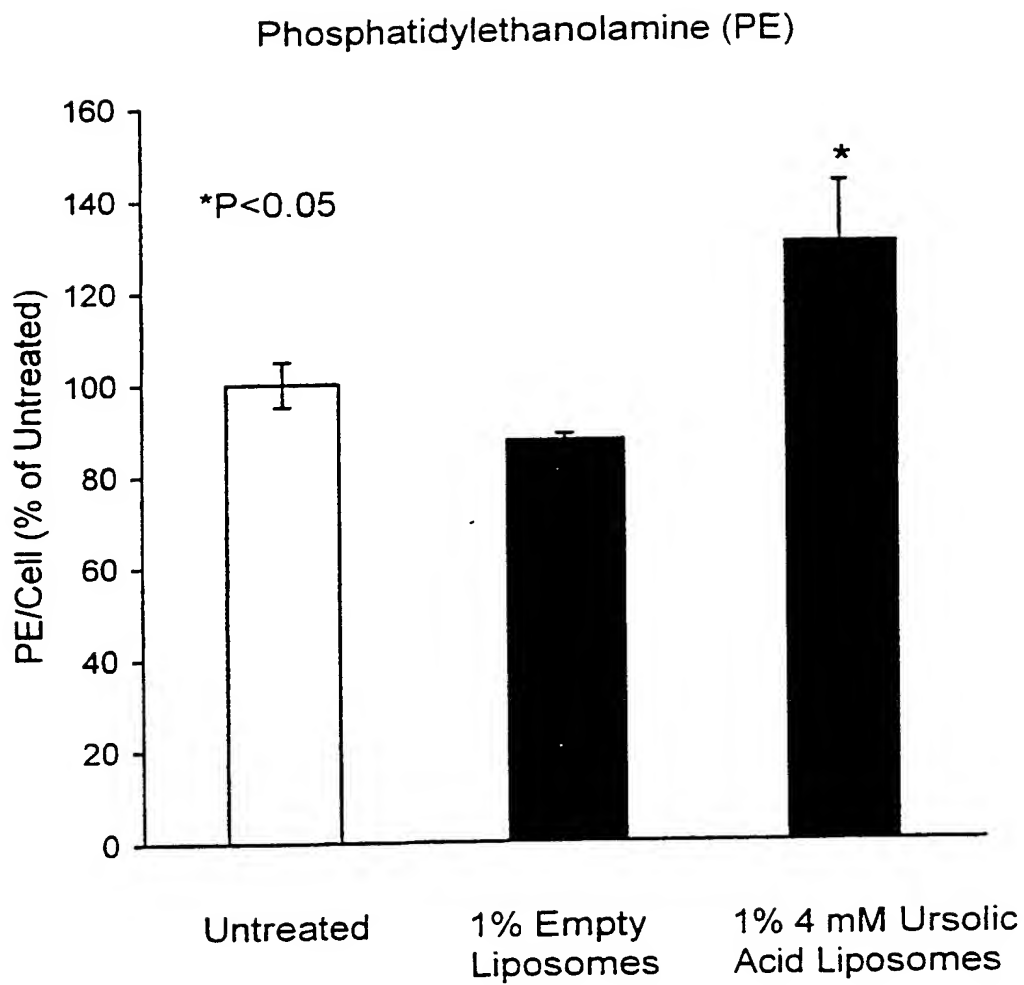 Phosphatidylethanolamine (PE)
160
140
120
100
80
60
40
20
0
PE/Cell (% of Untreated)
*P<0.05
*
Untreated
1% Empty
Liposomes
1% 4 mM Ursolic
Acid Liposomes